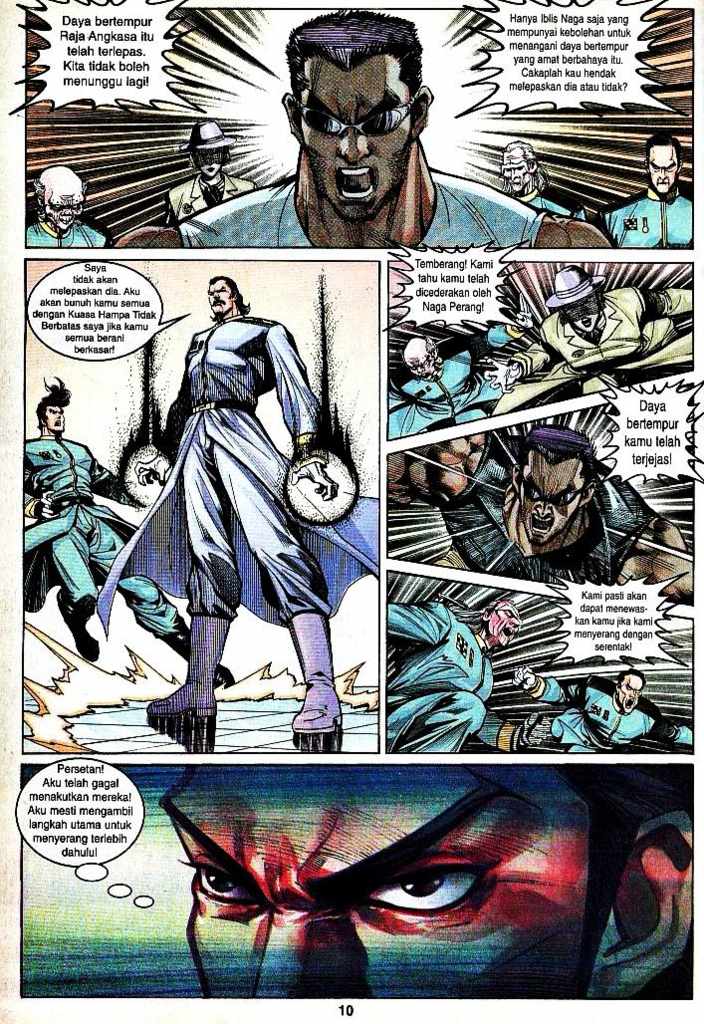 Daya bertempur
Raja Angkasa itu
telah terlepas.
Kita tidak boleh
menunggu lagi!
Hanya Iblis Naga saja yang
mempunyai kebolehan untuk
menangani daya bertempur
yang amat berbahaya itu.
Cakaplah kau hendak
melepaskan dia atau tidak?
Saya
tidak akan
melepaskan dia. Aku
akan bunuh kamu semua
dengan Kuasa Hampa Tidak
Berbatas saya jika kamu
semua berani
berkasar!
Temberang! Kami
tahu kamu telah
dicederakan oleh
Naga Perang!
Daya
bertempur
kamu telah
terjejas!
Kami pasti akan
dapat menewas-
kan kamu jika kami
menyerang dengan
serentak!
Persetan!
Aku telah gagal
menakutkan mereka!
Aku mesti mengambil
langkah utama untuk
menyerang terlebih
dahulu!
10